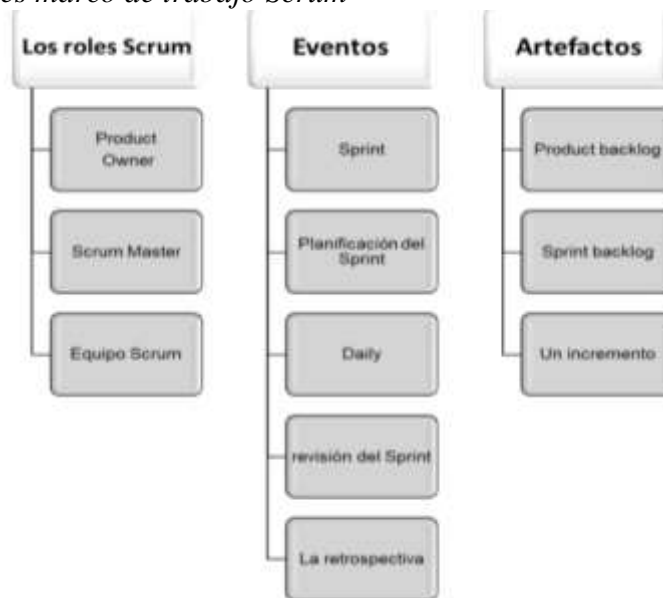 es marco de trabajo Scrum
Los roles Scrum
Product
Owner
Scrum Master
Equipo Scrum
Eventos
Sprint
Planificación del
Sprint
Daily
revisión del Sprint
La retrospectiva
Artefactos
Product backlog
Sprint backlog
Un incremento